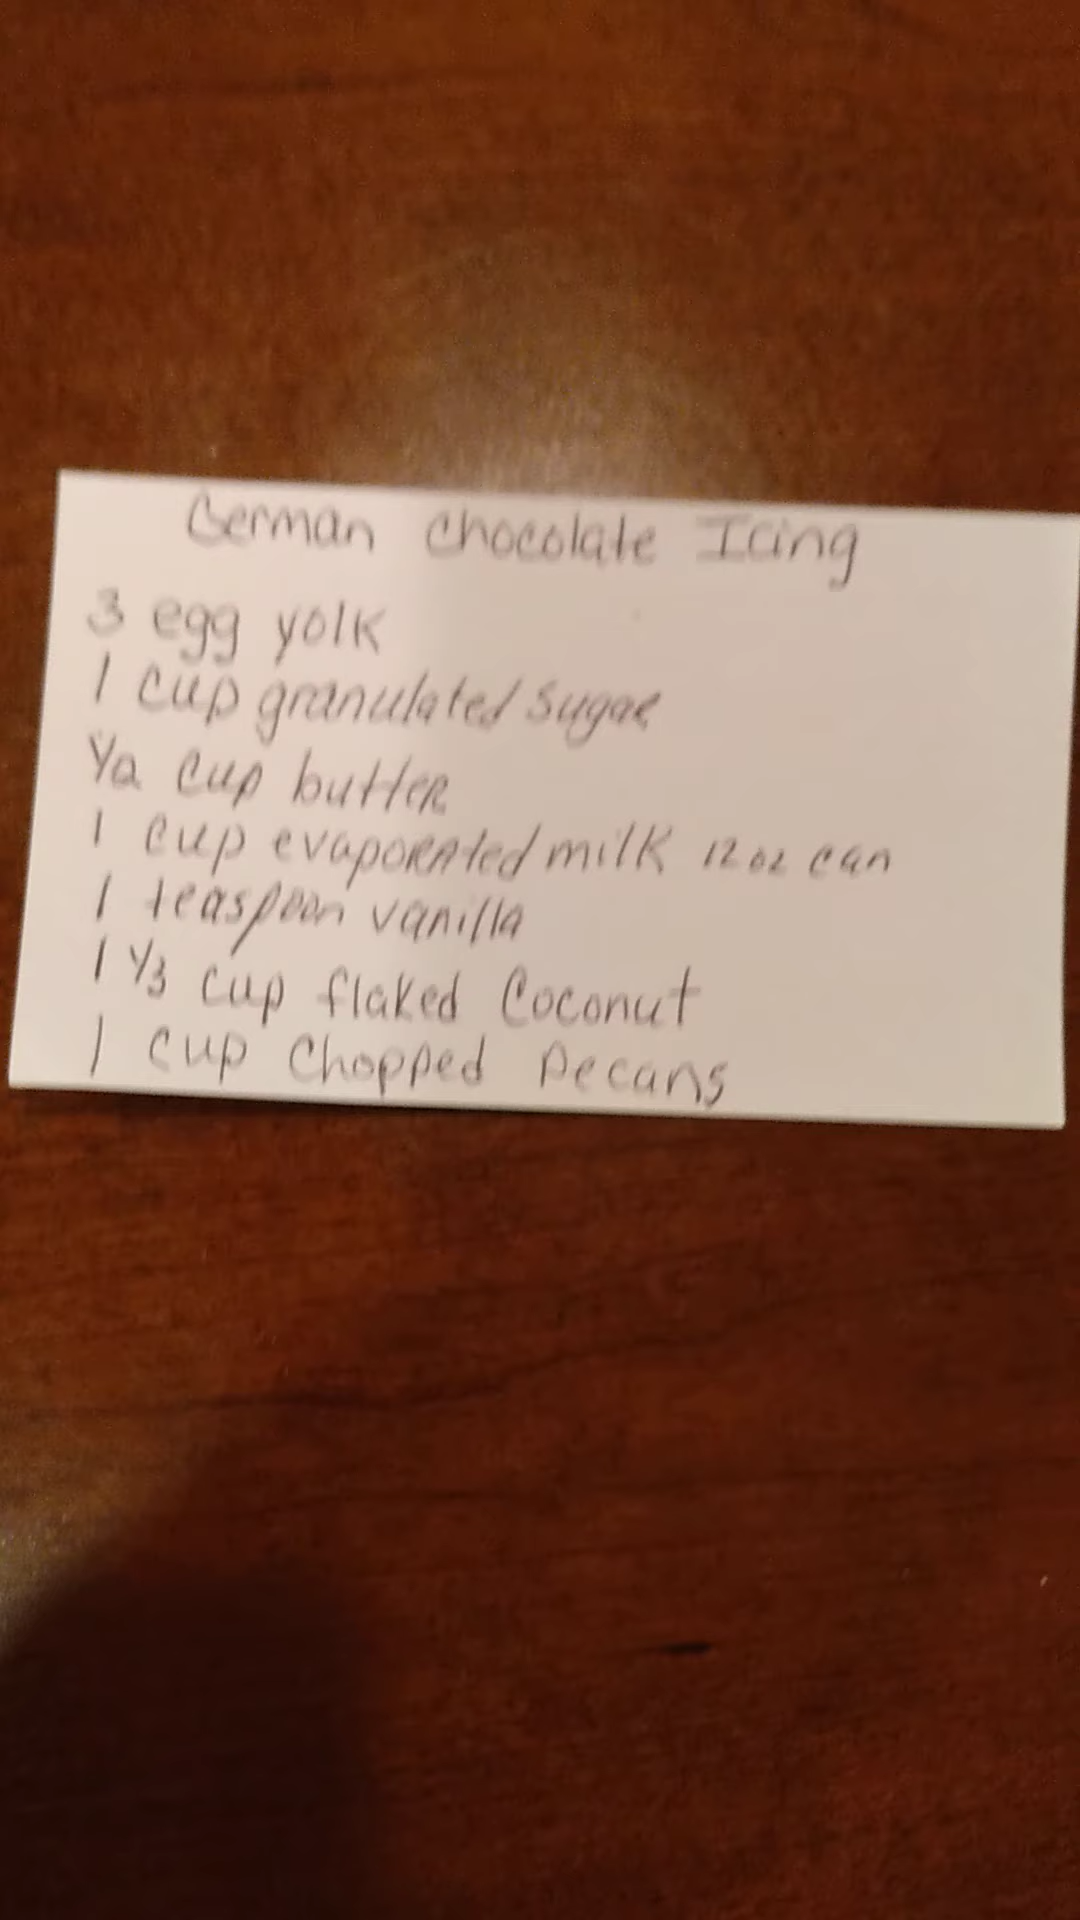 German Chocolate Icing
3 egg yolk
1 cup granulated sugar
1/2 cup butter
1 cup evaporated milk 12 oz can
1 teaspoon vanilla
1 1/3 cup flaked Coconut
1 cup Chopped Pecans